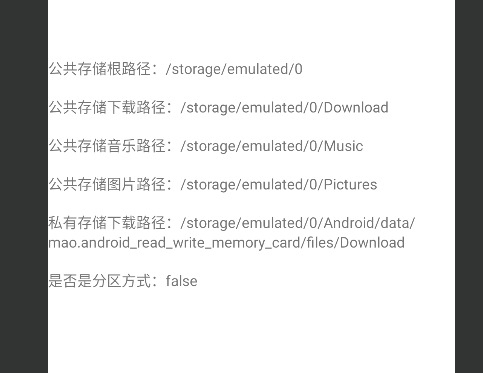 公共存储根路径：/storage/emulated/0
公共存储下载路径：/storage/emulated/0/Download
公共存储音乐路径：/storage/emulated/0/Music
公共存储图片路径：/storage/emulated/0/Pictures
私有存储下载路径：/storage/emulated/0/Android/data/
mao.android_read_write_memory_card/files/Download
是否是分区方式：false